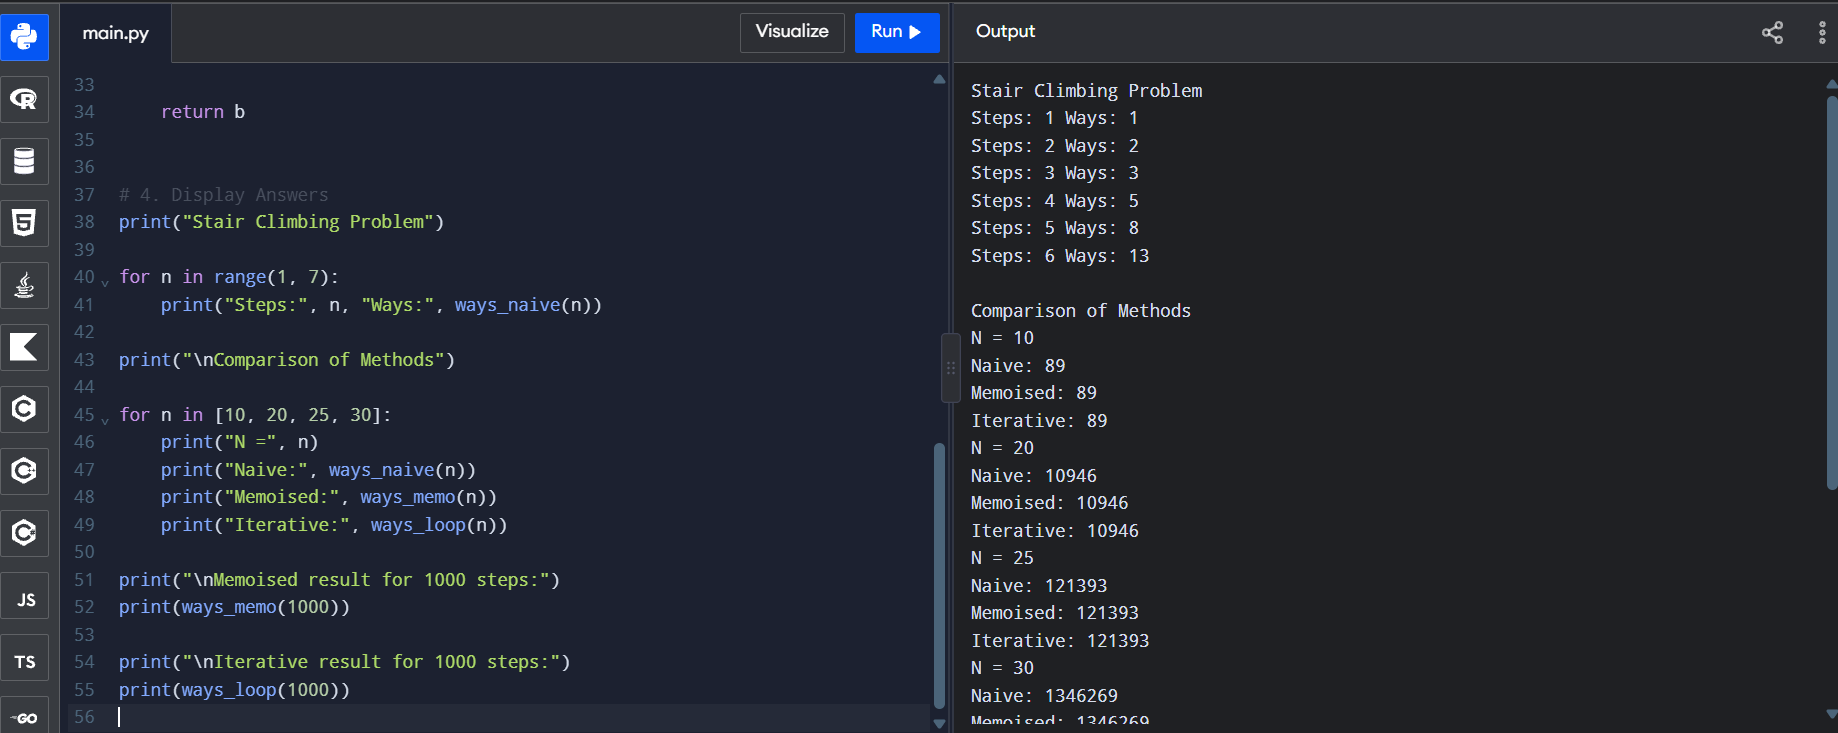 main.py
Visualize
Run
33
34     return b
35
36
37 # 4. Display Answers
38 print("Stair Climbing Problem")
39
40 for n in range(1, 7):
41     print("Steps:", n, "Ways:", ways_naive(n))
42
43 print("\nComparison of Methods")
44
45 for n in [10, 20, 25, 30]:
46     print("N =", n)
47     print("Naive:", ways_naive(n))
48     print("Memoised:", ways_memo(n))
49     print("Iterative:", ways_loop(n))
50
51 print("\nMemoised result for 1000 steps:")
52 print(ways_memo(1000))
53
54 print("\nIterative result for 1000 steps:")
55 print(ways_loop(1000))
56
Output
Stair Climbing Problem
Steps: 1 Ways: 1
Steps: 2 Ways: 2
Steps: 3 Ways: 3
Steps: 4 Ways: 5
Steps: 5 Ways: 8
Steps: 6 Ways: 13
Comparison of Methods
N = 10
Naive: 89
Memoised: 89
Iterative: 89
N = 20
Naive: 10946
Memoised: 10946
Iterative: 10946
N = 25
Naive: 121393
Memoised: 121393
Iterative: 121393
N = 30
Naive: 1346269
Memoised: 1346269
R
5
C
C++
C#
JS
TS
GO